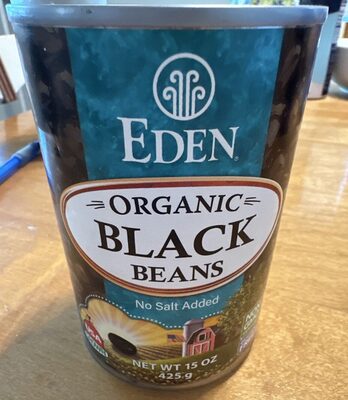 EDEN®
ORGANIC
BLACK
BEANS
No Salt Added
NET WT 15 OZ
425 g